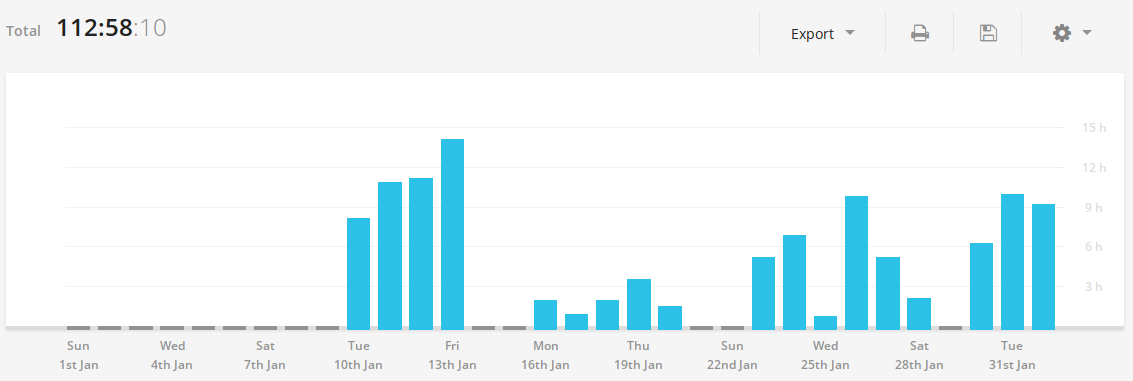 Total 112:58:10 Export
15 h
12 h
9 h
6 h
3 h
Sun Wed Sat Tue Fri Mon Thu Sun Wed Sat Tue
1st Jan 4th Jan 7th Jan 10th Jan 13th Jan 16th Jan 19th Jan 22nd Jan 25th Jan 28th Jan 31st Jan